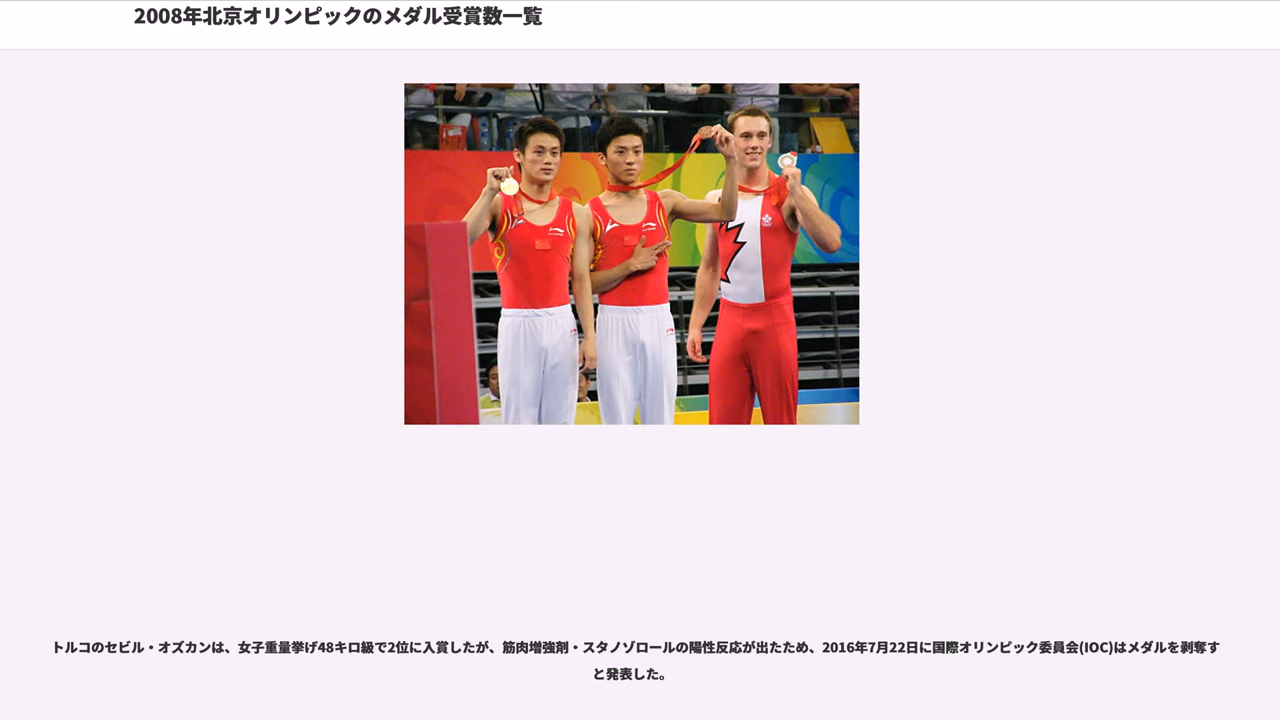 2008年北京オリンピックのメダル受賞数一覧
トルコのセビル・オズカンは、女子重量挙げ48キロ級で2位に入賞したが、筋肉増強剤・スタノゾロールの陽性反応が出たため、2016年7月22日に国際オリンピック委員会(IOC)はメダルを剥奪す
と発表した。